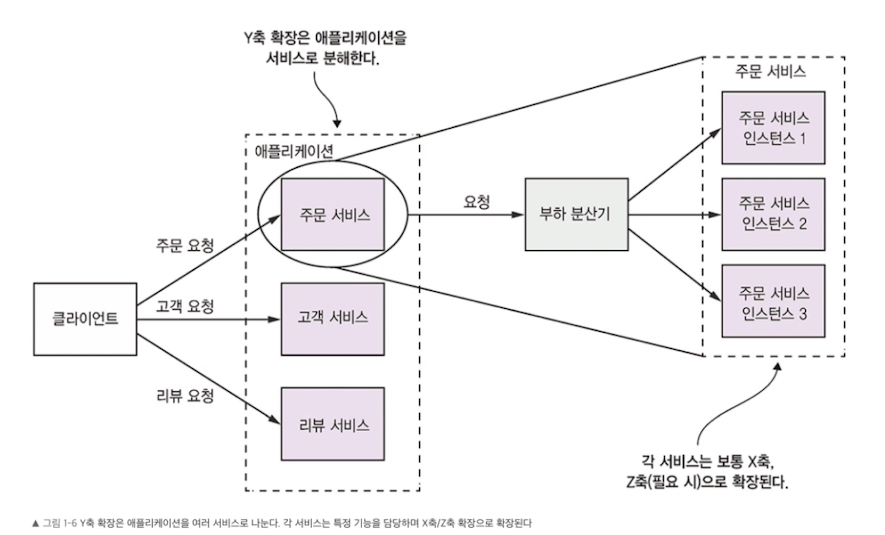 Y축 확장은 애플리케이션을
서비스로 분해한다.
주문 서비스
주문 서비스
인스턴스 1
애플리케이션
주문 서비스
요청
부하 분산기
주문 서비스
인스턴스 2
주문 요청
클라이언트
고객 요청
고객 서비스
주문 서비스
인스턴스 3
리뷰 요청
리뷰 서비스
각 서비스는 보통 X축,
Z축(필요 시)으로 확장된다.
▲ 그림 1-6 Y축 확장은 애플리케이션을 여러 서비스로 나눈다. 각 서비스는 특정 기능을 담당하며 X축/Z축 확장으로 확장된다